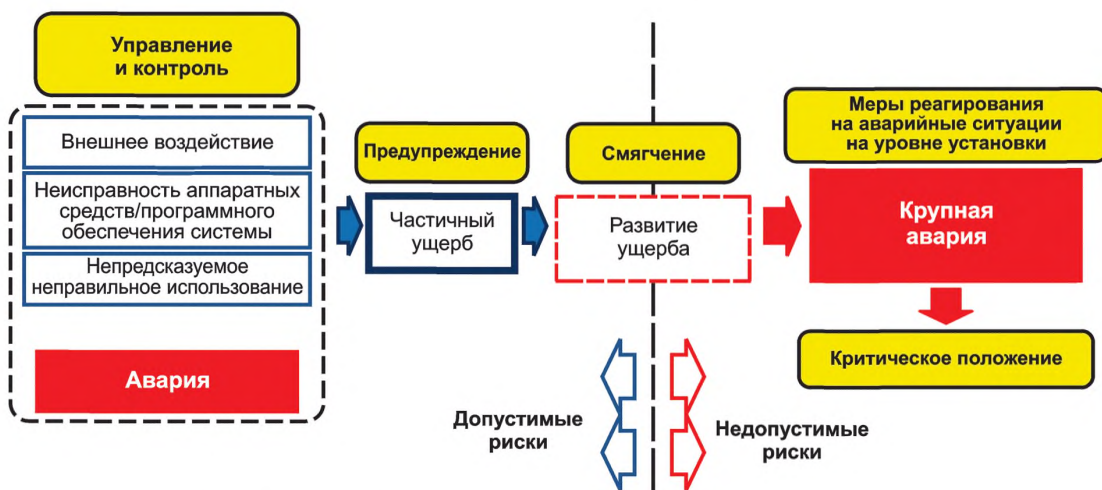 Управление
и контроль
Внешнее воздействие
Неисправность аппаратных
средств/программного
обеспечения системы
Непредсказуемое
неправильное использование
Авария
Предупреждение
Частичный
ущерб
Смягчение
Развитие
ущерба
Меры реагирования
на аварийные ситуации
на уровне установки
Крупная
авария
Критическое положение
Допустимые
риски
Недопустимые
риски